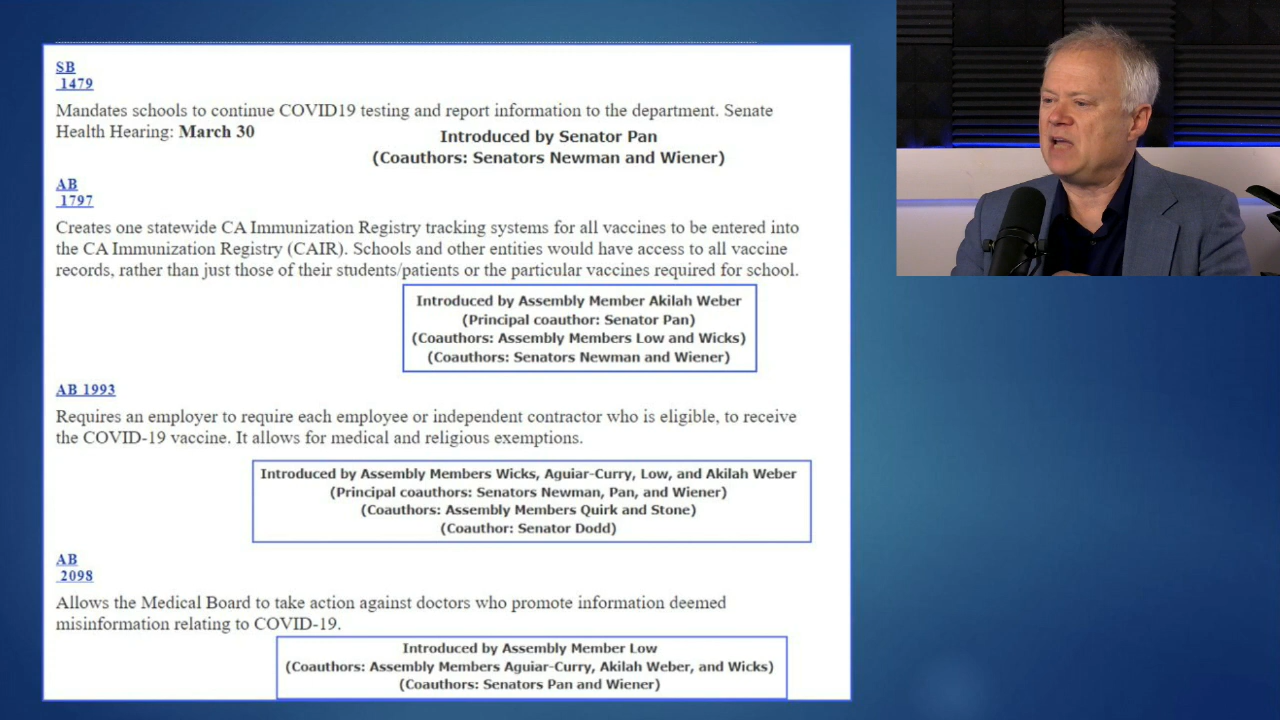 SB
1479
Mandates schools to continue COVID19 testing and report information to the department. Senate
Health Hearing: March 30
Introduced by Senator Pan
(Coauthors: Senators Newman and Wiener)
AB
1797
Creates one statewide CA Immunization Registry tracking systems for all vaccines to be entered into
the CA Immunization Registry (CAIR). Schools and other entities would have access to all vaccine
records, rather than just those of their students/patients or the particular vaccines required for school.
Introduced by Assembly Member Akilah Weber
(Principal coauthor: Senator Pan)
(Coauthors: Assembly Members Low and Wicks)
(Coauthors: Senators Newman and Wiener)
AB 1993
Requires an employer to require each employee or independent contractor who is eligible, to receive
the COVID-19 vaccine. It allows for medical and religious exemptions.
Introduced by Assembly Members Wicks, Aguiar-Curry, Low, and Akilah Weber
(Principal coauthors: Senators Newman, Pan, and Wiener)
(Coauthors: Assembly Members Quirk and Stone)
(Coauthor: Senator Dodd)
AB
2098
Allows the Medical Board to take action against doctors who promote information deemed
misinformation relating to COVID-19.
Introduced by Assembly Member Low
(Coauthors: Assembly Members Aguiar-Curry, Akilah Weber, and Wicks)
(Coauthors: Senators Pan and Wiener)